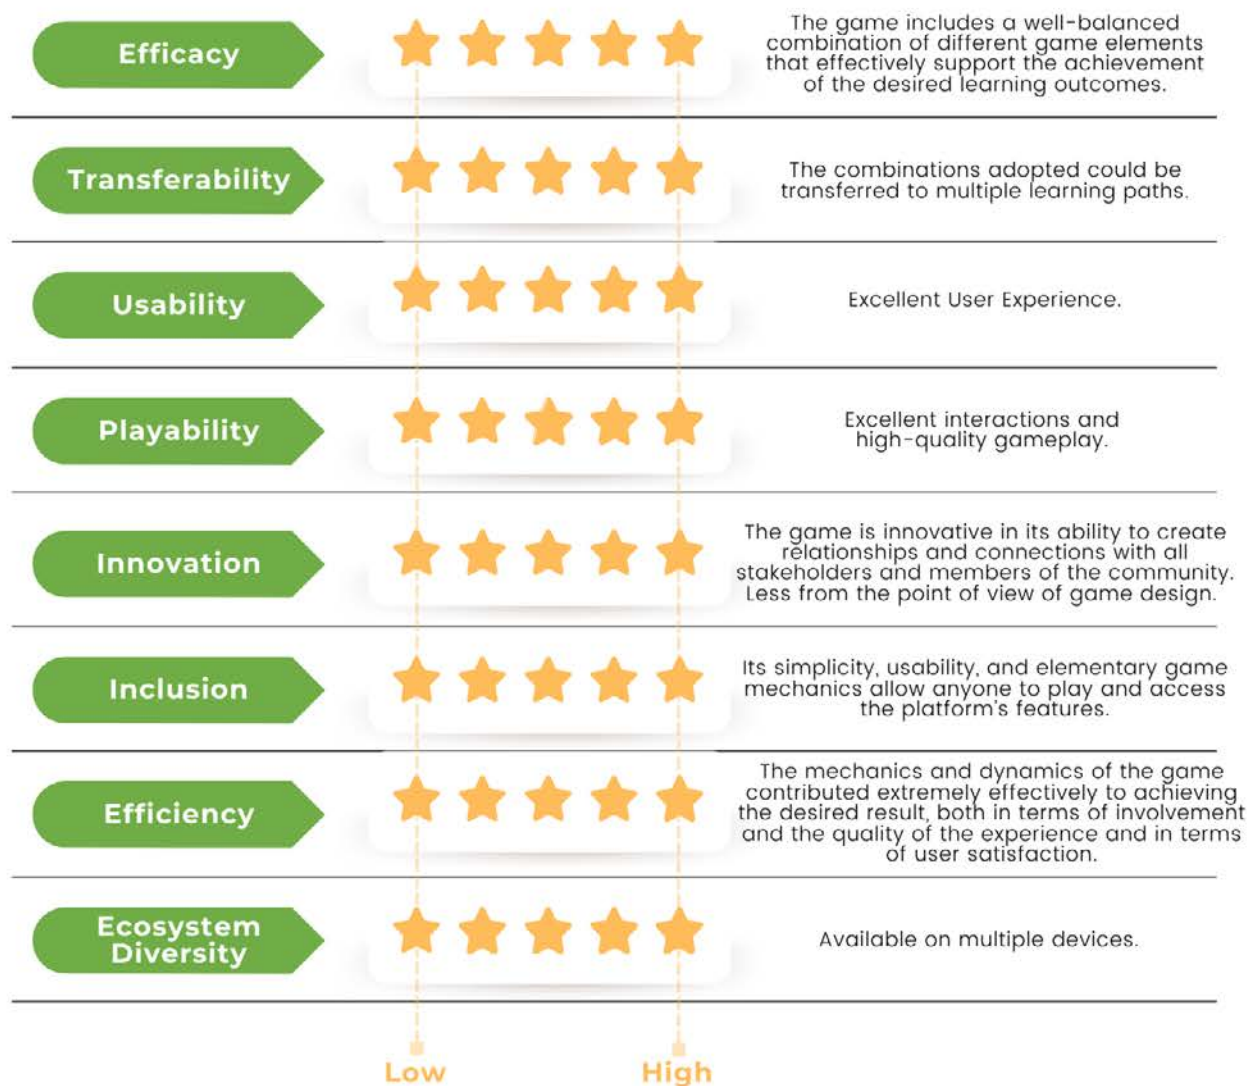 Efficacy
The game includes a well-balanced
combination of different game elements
that effectively support the achievement
of the desired learning outcomes.
Transferability
The combinations adopted could be
transferred to multiple learning paths.
Usability
Excellent User Experience.
Playability
Excellent interactions and
high-quality gameplay.
Innovation
The game is innovative in its ability to create
relationships and connections with all
stakeholders and members of the community.
Less from the point of view of game design.
Inclusion
Its simplicity, usability, and elementary game
mechanics allow anyone to play and access
the platform's features.
Efficiency
The mechanics and dynamics of the game
contributed extremely effectively to achieving
the desired result, both in terms of involvement
and the quality of the experience and in terms
of user satisfaction.
Ecosystem
Diversity
Available on multiple devices.
Low
High